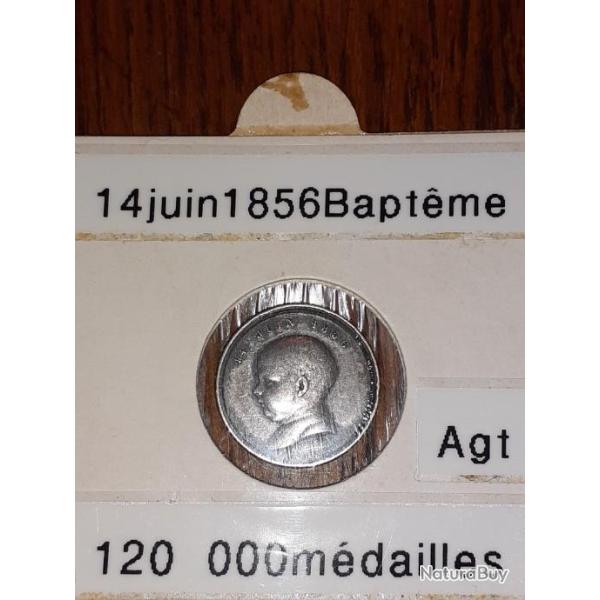 14juin1856Baptême
Agt
120 000médailles
NaturaBuy